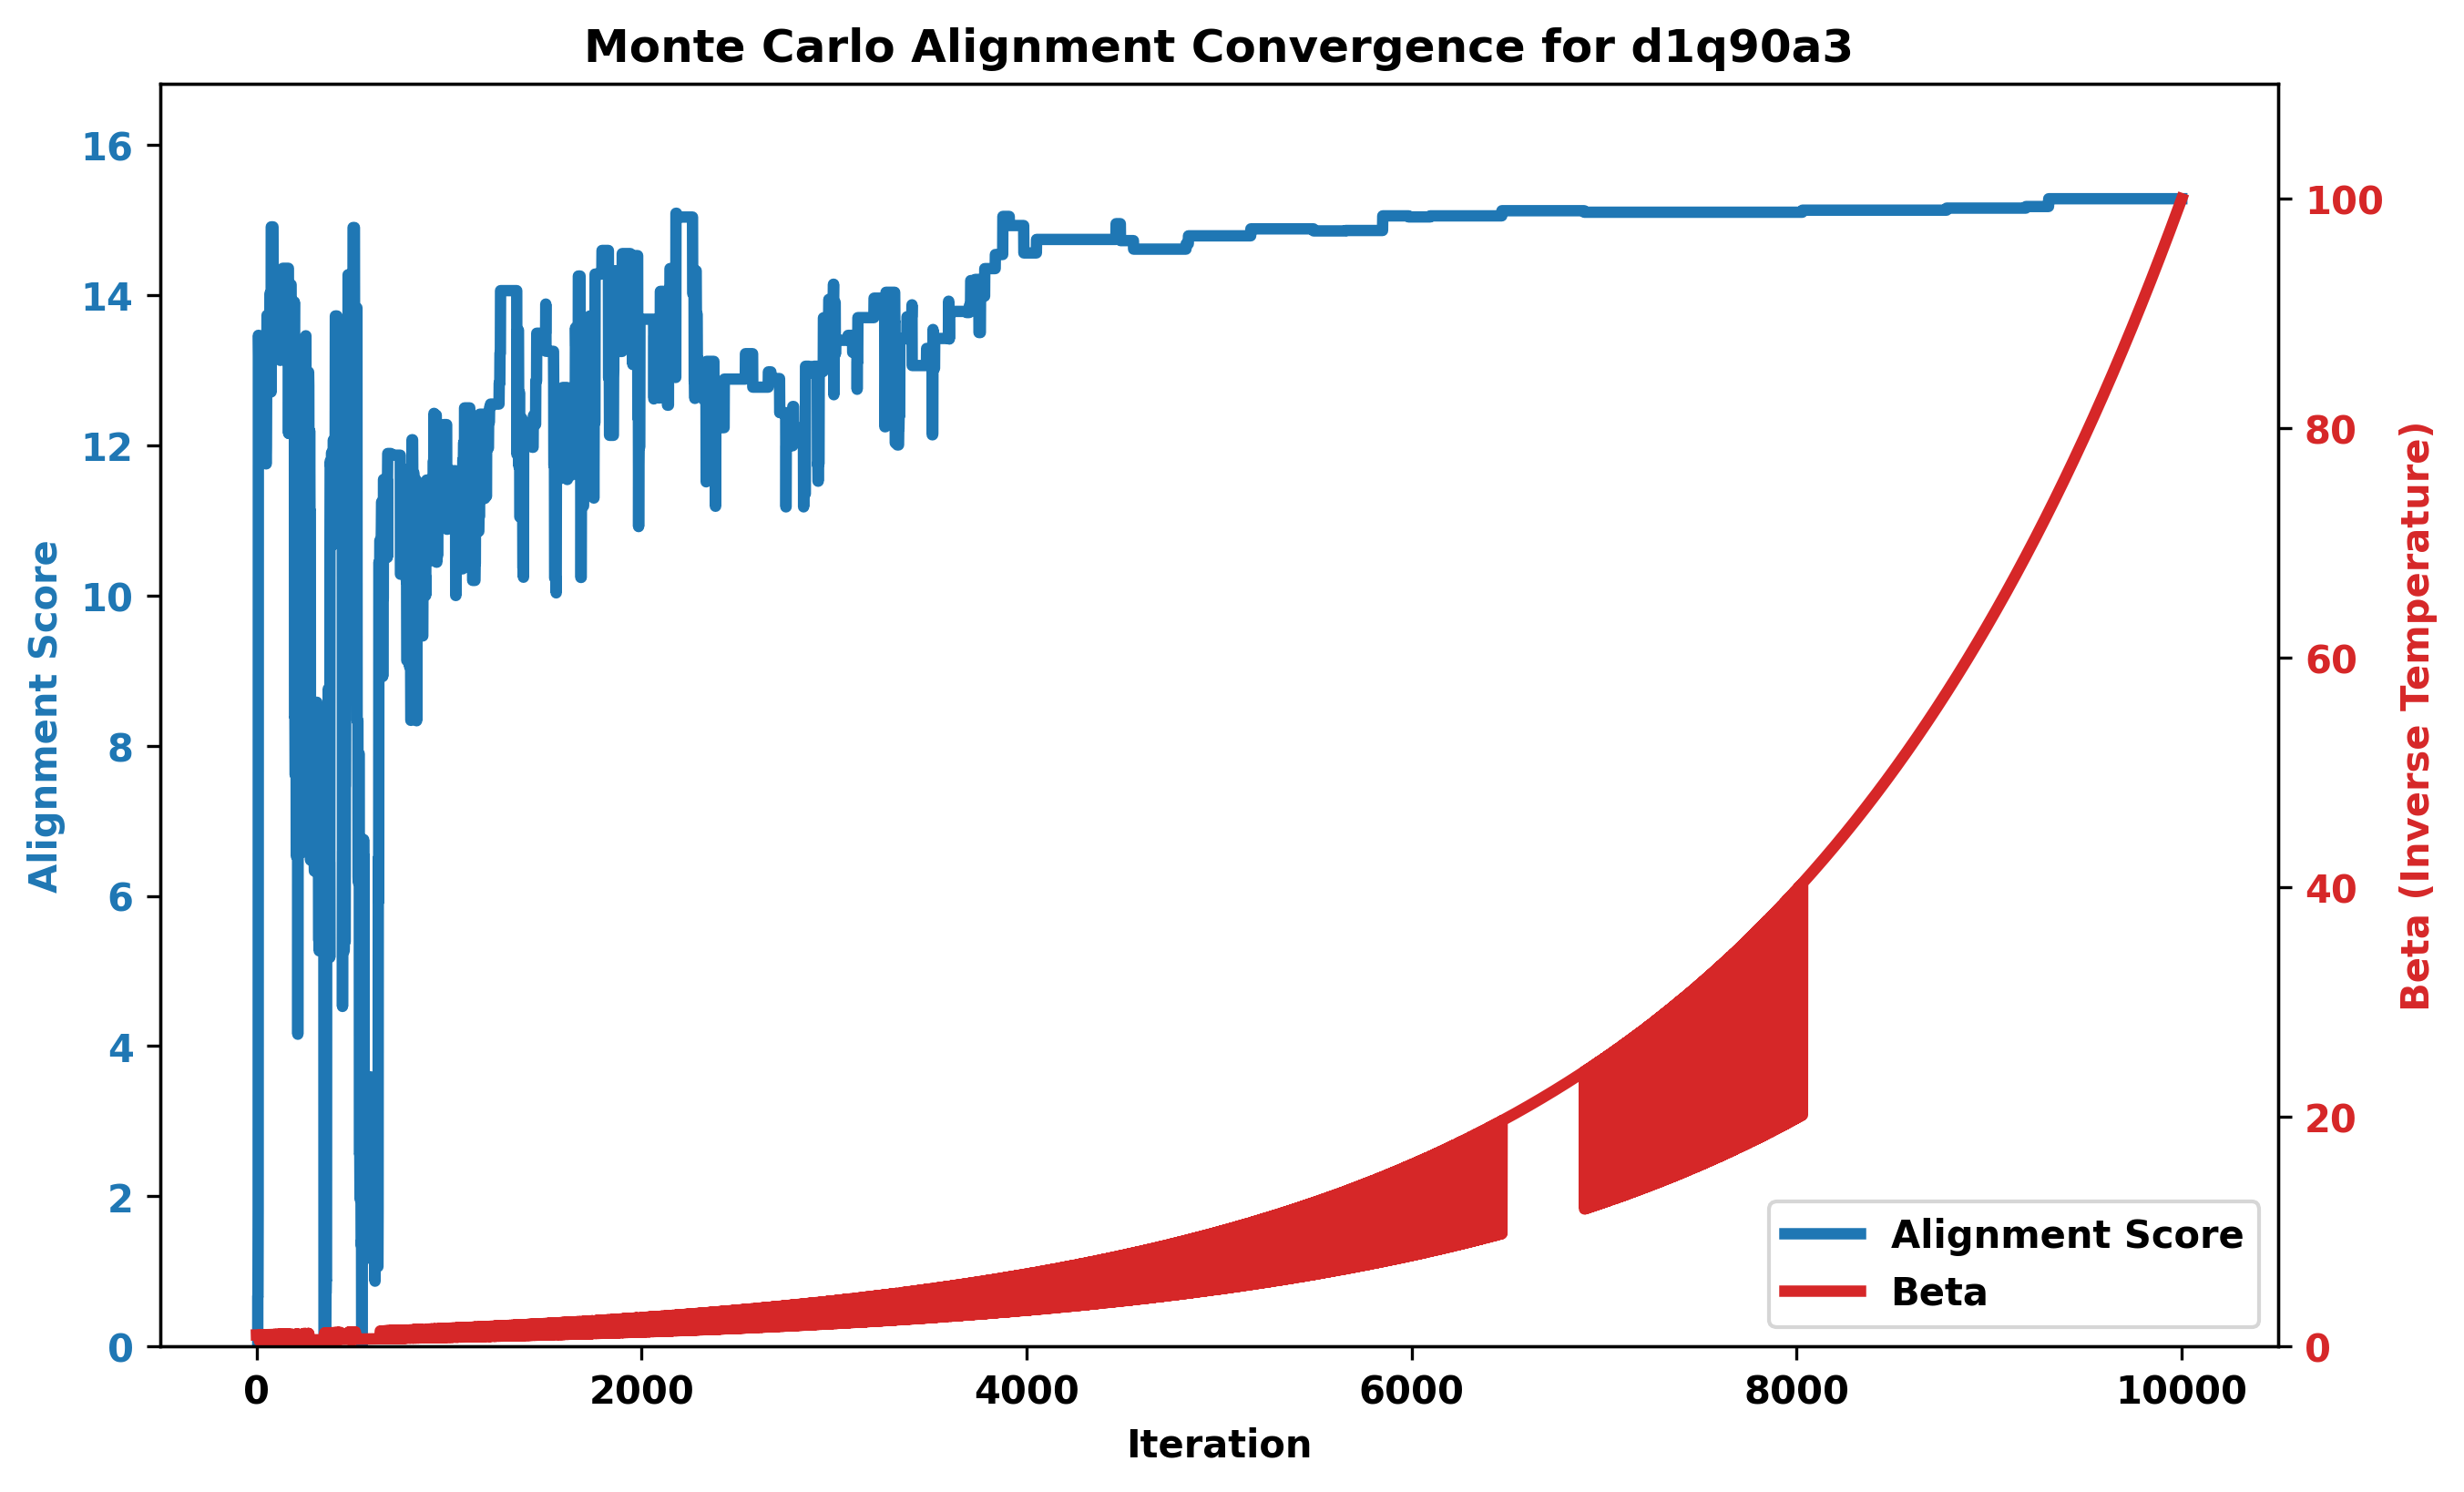 Monte Carlo Alignment Convergence for d1q90a3
Alignment Score
16
14
12
10
8
6
4
2
0
100
80
60
40
20
0
Beta (Inverse Temperature)
Alignment Score
Beta
0 2000 4000 6000 8000 10000
Iteration